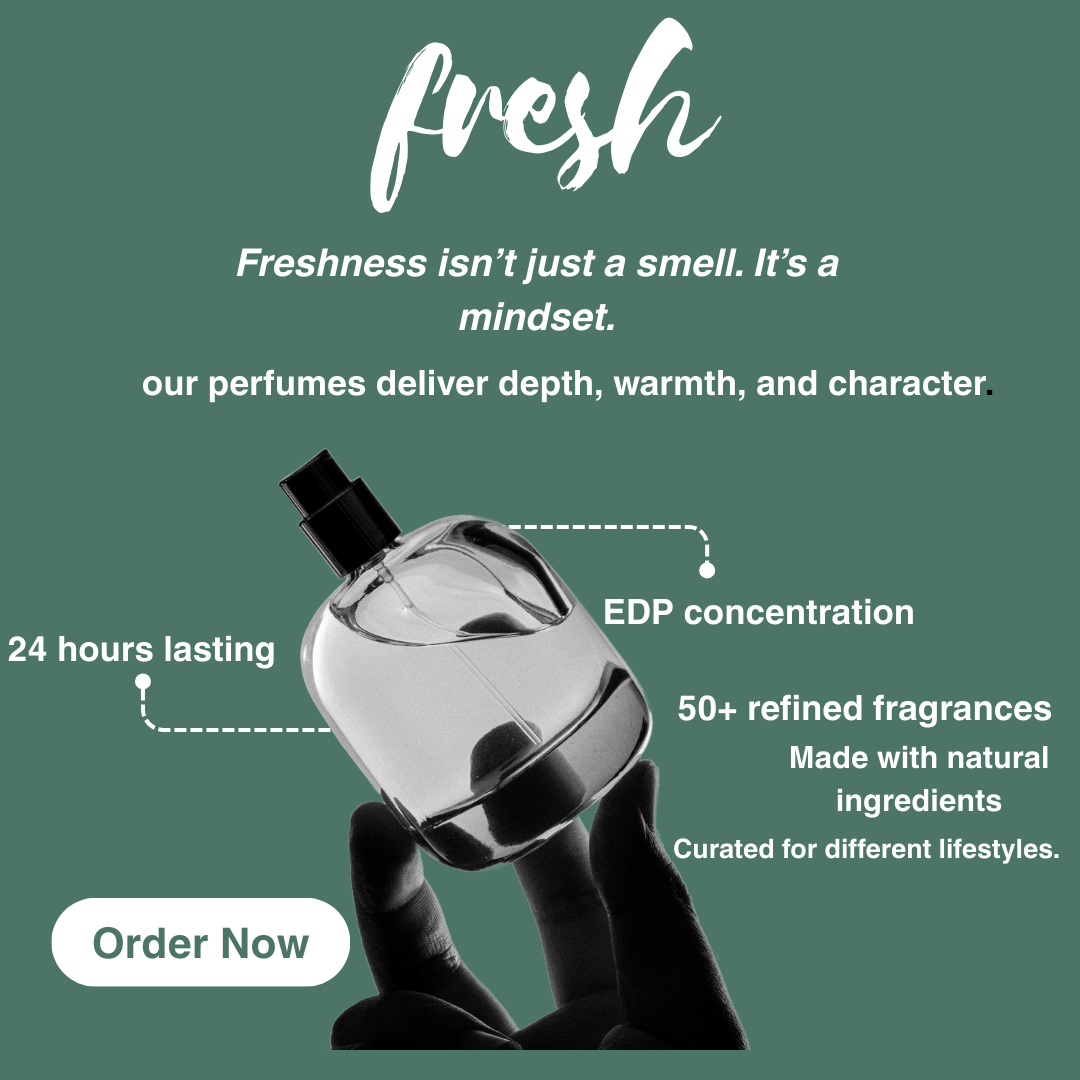 fresh
Freshness isn’t just a smell. It’s a
mindset.
our perfumes deliver depth, warmth, and character.
EDP concentration
24 hours lasting
50+ refined fragrances
Made with natural
ingredients
Curated for different lifestyles.
Order Now